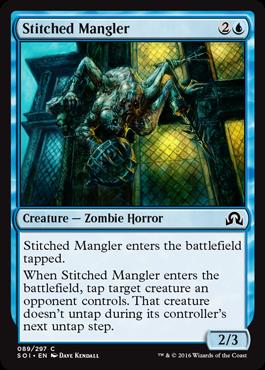 Stitched Mangler 2
Creature — Zombie Horror
Stitched Mangler enters the battlefield
tapped.
When Stitched Mangler enters the
battlefield, tap target creature an
opponent controls. That creature
doesn't untap during its controller's
next untap step.
2/3
089/297 C
SOI • EN DAVE KENDALL
™ & © 2016 Wizards of the Coast